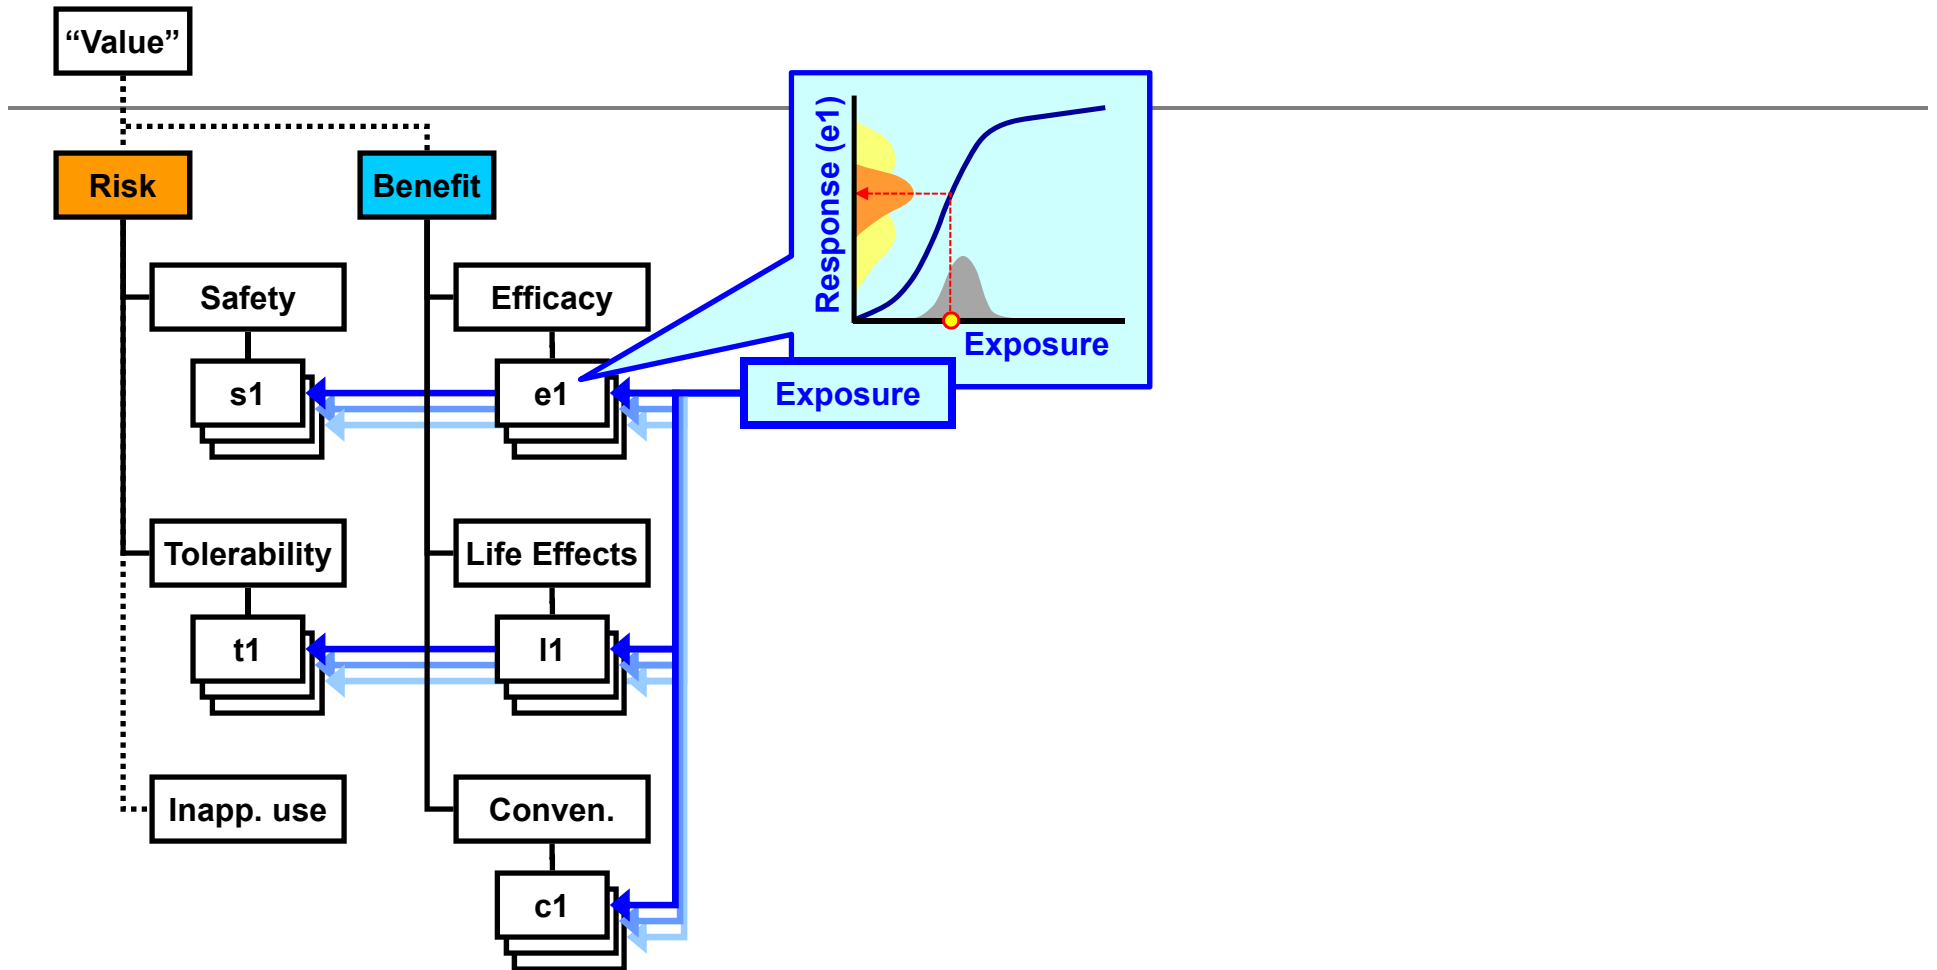 “Value”
Risk
Benefit
Response (e1)
Exposure
Safety
Efficacy
s1
e1
Exposure
Tolerability
Life Effects
t1
l1
Inapp. use
Conven.
c1